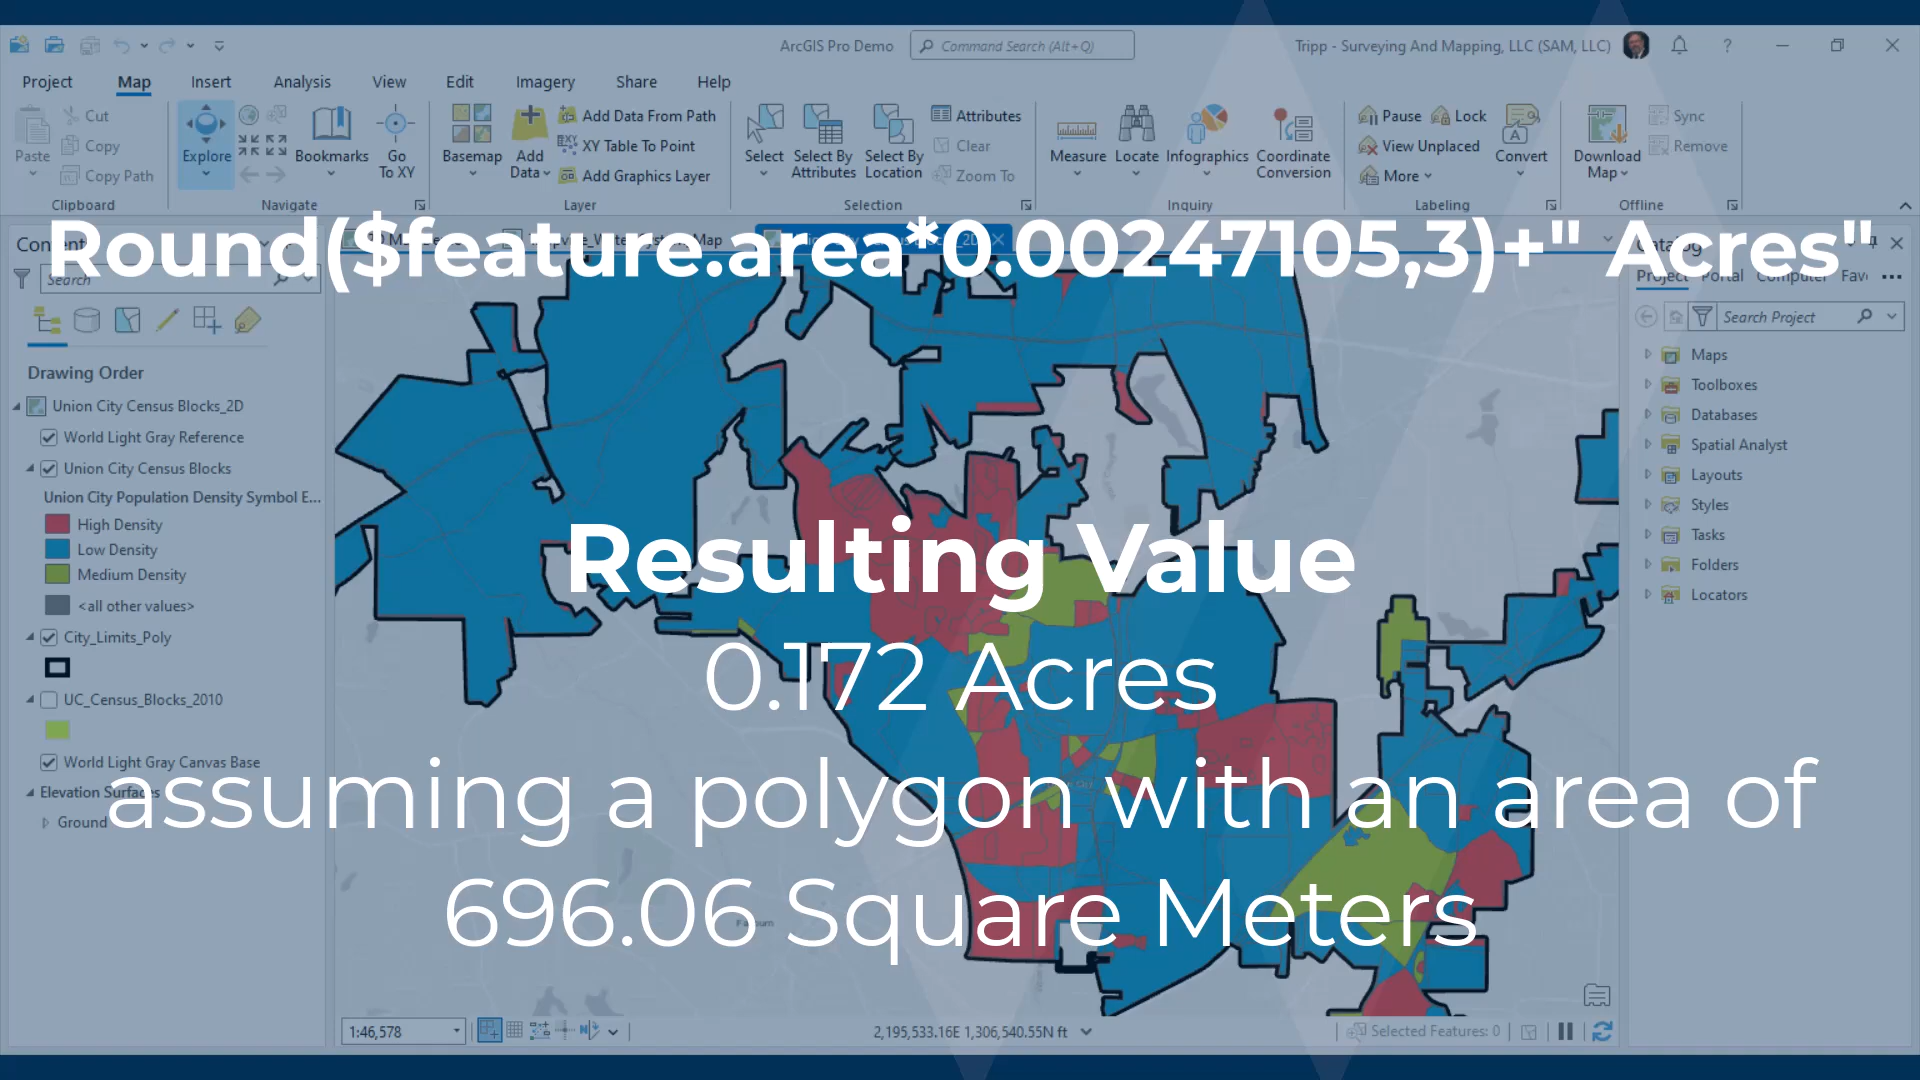 ArcGIS Pro Demo
Command Search (Alt+Q)
Tripp - Surveying And Mapping, LLC (SAM, LLC)
Project Map Insert Analysis View Edit Imagery Share Help
Paste
Cut
Copy
Copy Path
Clipboard
Explore
Bookmarks
Go
To XY
Navigate
Basemap
Add
Data
Add Data From Path
XY Table To Point
Add Graphics Layer
Layer
Select
Select By
Attributes
Select By
Location
Attributes
Clear
Zoom To
Selection
Measure
Locate
Infographics
Coordinate
Conversion
Inquiry
Pause
Lock
View Unplaced
More
Convert
Labeling
Download
Map
Sync
Remove
Offline
Round($feature.area*0.00247105,3)+" Acres"
Search
Project Portal Computer
Search Project
Drawing Order
Union City Census Blocks_2D
World Light Gray Reference
Union City Census Blocks
Union City Population Density Symbol E...
High Density
Low Density
Medium Density
<all other values>
City_Limits_Poly
UC_Census_Blocks_2010
World Light Gray Canvas Base
Elevation Surfaces
Ground
Maps
Toolboxes
Databases
Spatial Analyst
Layouts
Styles
Tasks
Folders
Locators
Resulting Value
0.172 Acres
assuming a polygon with an area of
696.06 Square Meters
1:46,578
2,195,533.16E 1,306,540.55N ft
Selected Features: 0